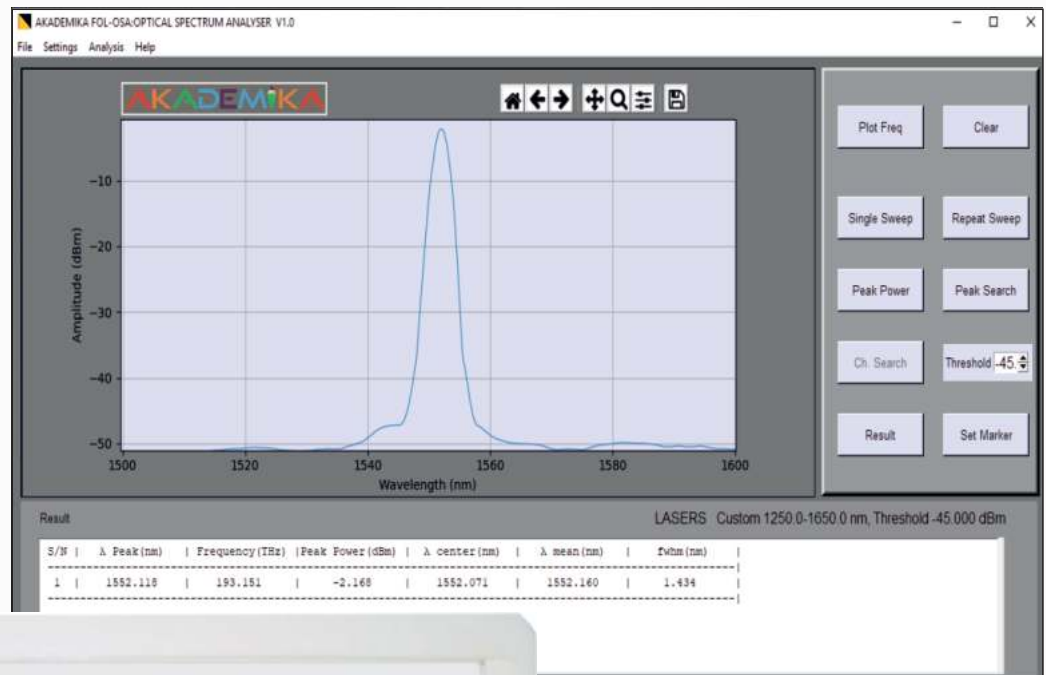 AKADEMIKA FOL-OSA:OPTICAL SPECTRUM ANALYSER V1.0
File Settings Analysis Help
AKADEMIKA
Plot Freq Clear
Single Sweep Repeat Sweep
Peak Power Peak Search
Ch. Search Threshold -45.
Result Set Marker
Amplitude (dBm)
−10
−20
−30
−40
−50
1500 1520 1540 1560 1580 1600
Wavelength (nm)
Result LASERS Custom 1250.0-1650.0 nm, Threshold -45.000 dBm
S/N | λ Peak(nm) | Frequency(THz) |Peak Power(dBm) | λ center(nm) | λ mean(nm) | fwhm(nm) |
1 | 1552.118 | 193.151 | -2.168 | 1552.071 | 1552.160 | 1.434 |